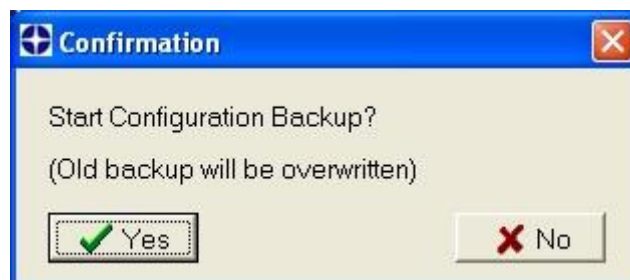 Confirmation
Start Configuration Backup?
(Old backup will be overwritten)
Yes No